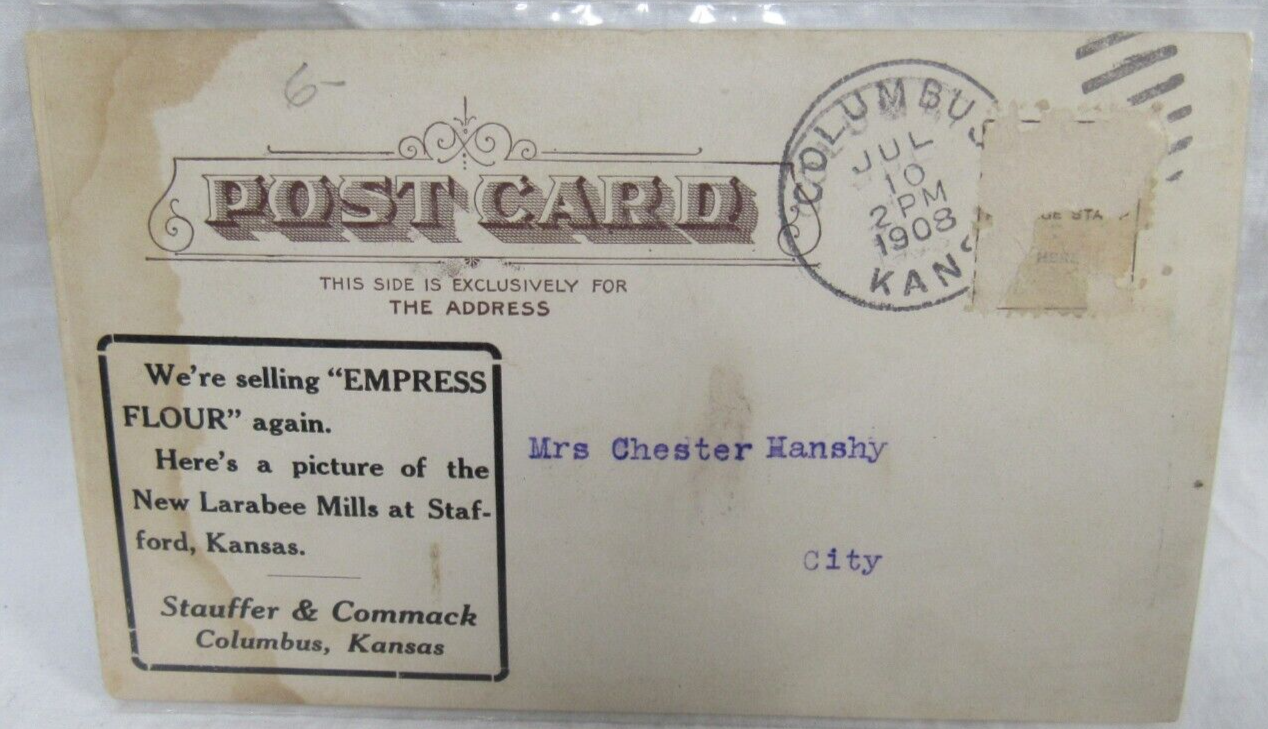 6-
POST CARD
THIS SIDE IS EXCLUSIVELY FOR
THE ADDRESS
COLUMBUS
JUL
10
2 PM
1908
KANS
HERE
We're selling "EMPRESS
FLOUR" again.
Here's a picture of the
New Larabee Mills at Staf-
ford, Kansas.
Stauffer & Commack
Columbus, Kansas
Mrs Chester Hanshy
City